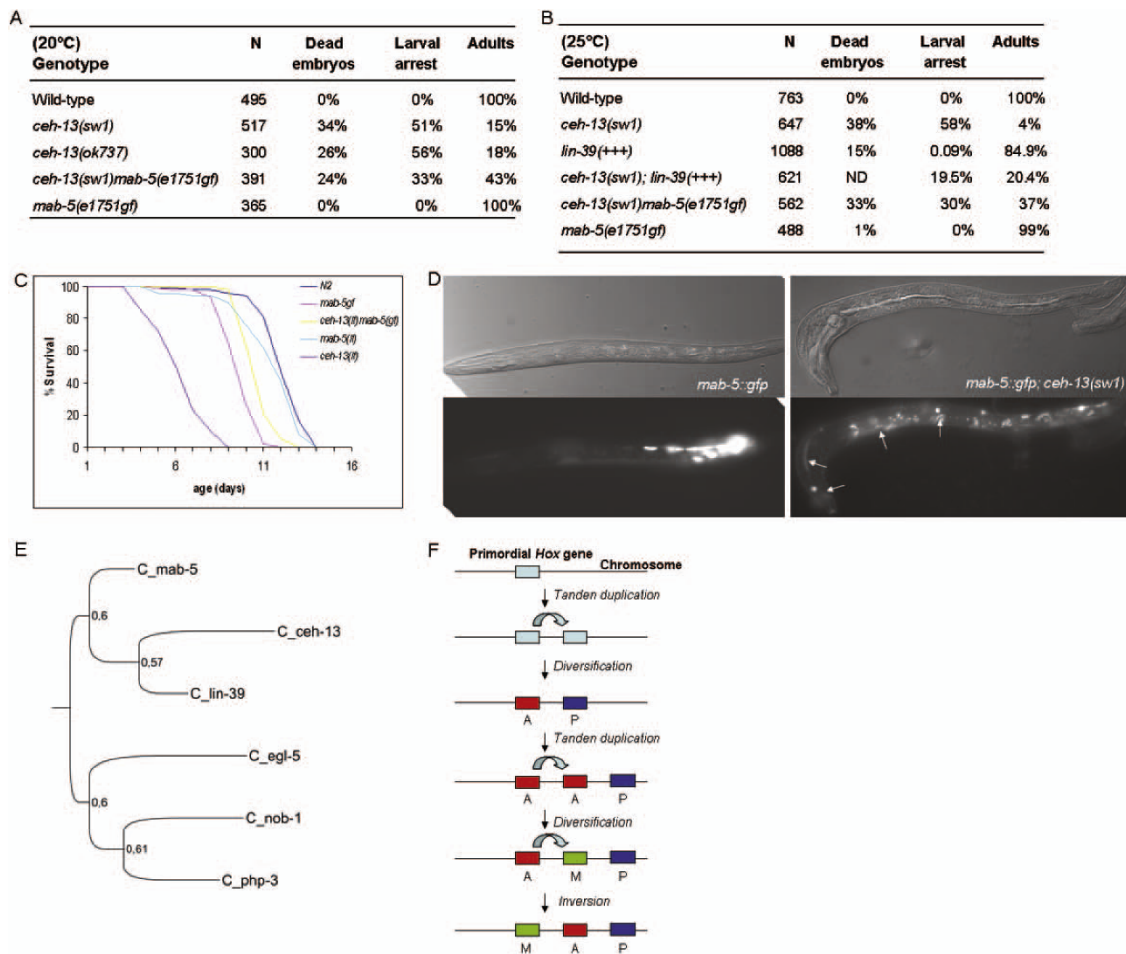 A
(20°C)
Genotype N Dead embryos Larval arrest Adults
Wild-type 495 0% 0% 100%
ceh-13(sw1) 517 34% 51% 15%
ceh-13(ok737) 300 26% 56% 18%
ceh-13(sw1)mab-5(e1751gf) 391 24% 33% 43%
mab-5(e1751gf) 365 0% 0% 100%
B
(25°C)
Genotype N Dead embryos Larval arrest Adults
Wild-type 763 0% 0% 100%
ceh-13(sw1) 647 38% 58% 4%
lin-39(+++) 1088 15% 0.09% 84.9%
ceh-13(sw1); lin-39(+++) 621 ND 19.5% 20.4%
ceh-13(sw1)mab-5(e1751gf) 562 33% 30% 37%
mab-5(e1751gf) 488 1% 0% 99%
C
% Survival
100
80
60
40
20
0
1 6 11 16
age (days)
N2
mab-5gf
ceh-13(lf)mab-5(gf)
mab-5(lf)
ceh-13(lf)
D
mab-5::gfp
mab-5::gfp; ceh-13(sw1)
E
C_mab-5
0,6
C_ceh-13
0,57
C_lin-39
C_egl-5
0,6
C_nob-1
0,61
C_php-3
F
Primordial Hox gene
Chromosome
Tanden duplication
Diversification
A P
Tanden duplication
A A P
Diversification
A M P
Inversion
M A P